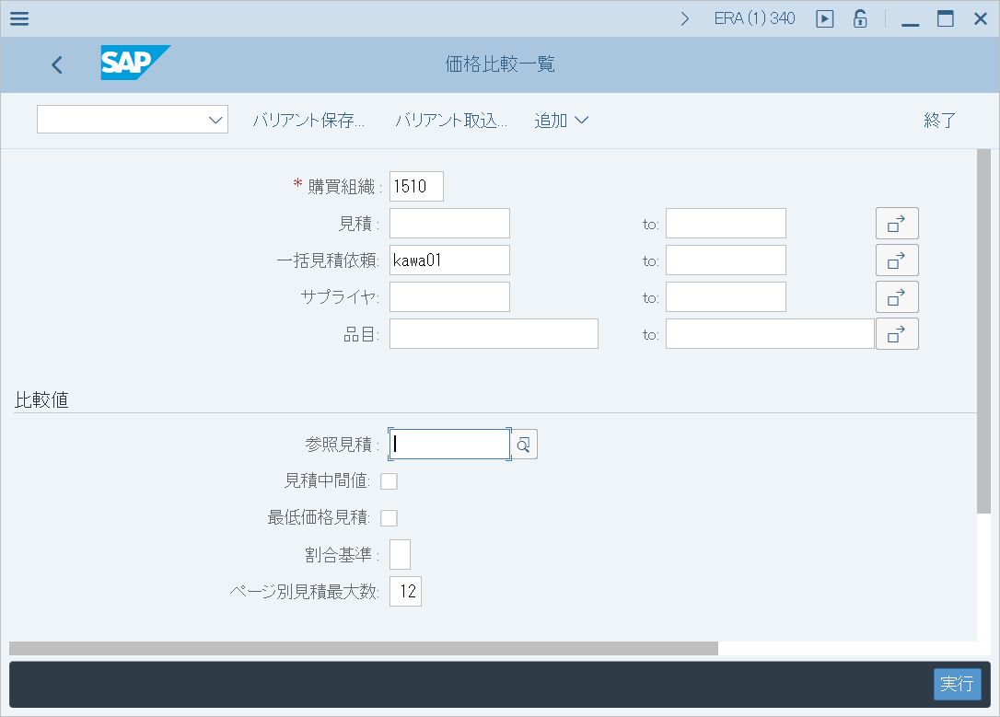 ERA (1) 340
SAP 価格比較一覧
バリアント保存... バリアント取込... 追加 終了
* 購買組織 : 1510
見積 : to:
一括見積依頼: kawa01 to:
サプライヤ: to:
品目: to:
比較値
参照見積 :
見積中間値:
最低価格見積:
割合基準 :
ページ別見積最大数: 12
実行